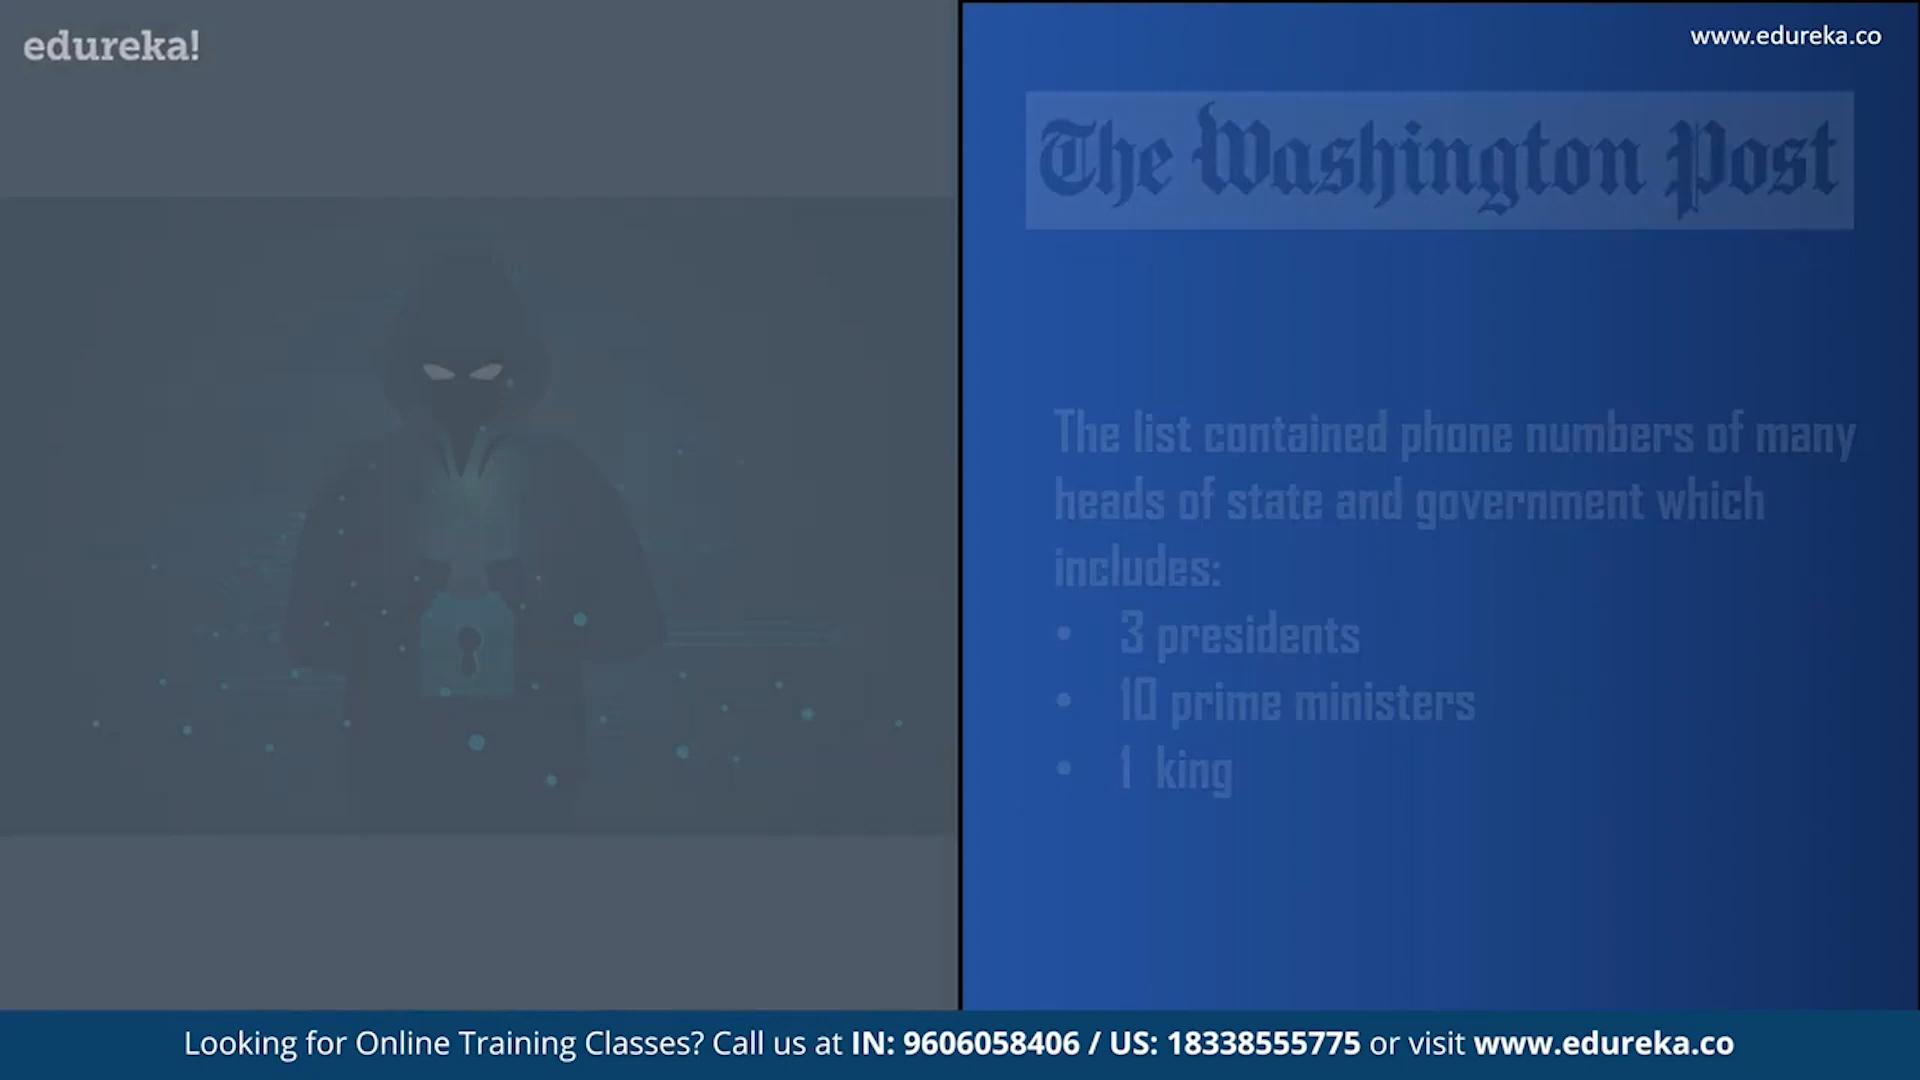 edureka!
www.edureka.co
The Washington Post
The list contained phone numbers of many
heads of state and government which
includes:
• 3 presidents
• 10 prime ministers
• 1 king
Looking for Online Training Classes? Call us at IN: 9606058406 / US: 18338555775 or visit www.edureka.co